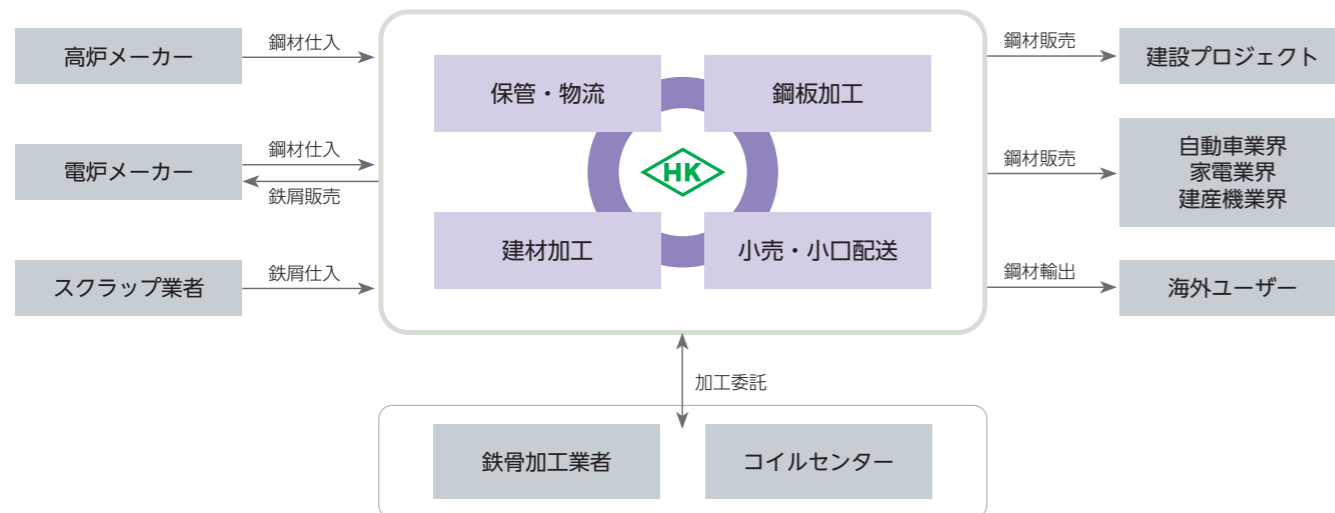 高炉メーカー
鋼材仕入
電炉メーカー
鋼材仕入
鉄屑販売
スクラップ業者
鉄屑仕入
保管・物流
鋼板加工
HK
建材加工
小売・小口配送
鋼材販売
建設プロジェクト
鋼材販売
自動車業界
家電業界
建産機業界
鋼材輸出
海外ユーザー
加工委託
鉄骨加工業者
コイルセンター